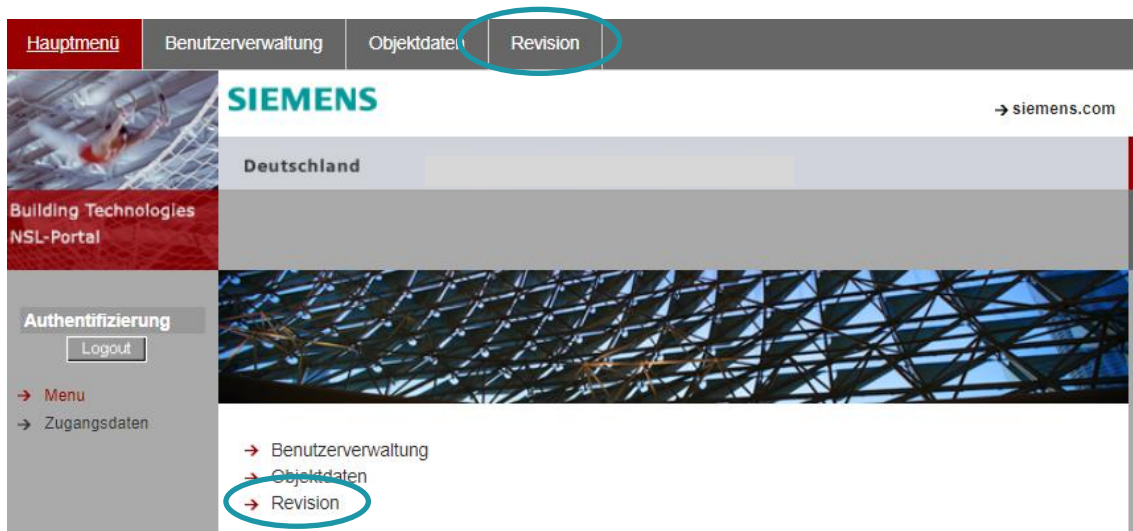 Hauptmenü Benutzerverwaltung Objektdaten Revision
SIEMENS
→ siemens.com
Deutschland
Building Technologies
NSL-Portal
Authentifizierung
Logout
→ Menu
→ Zugangsdaten
→ Benutzerverwaltung
→ Objektdaten
→ Revision